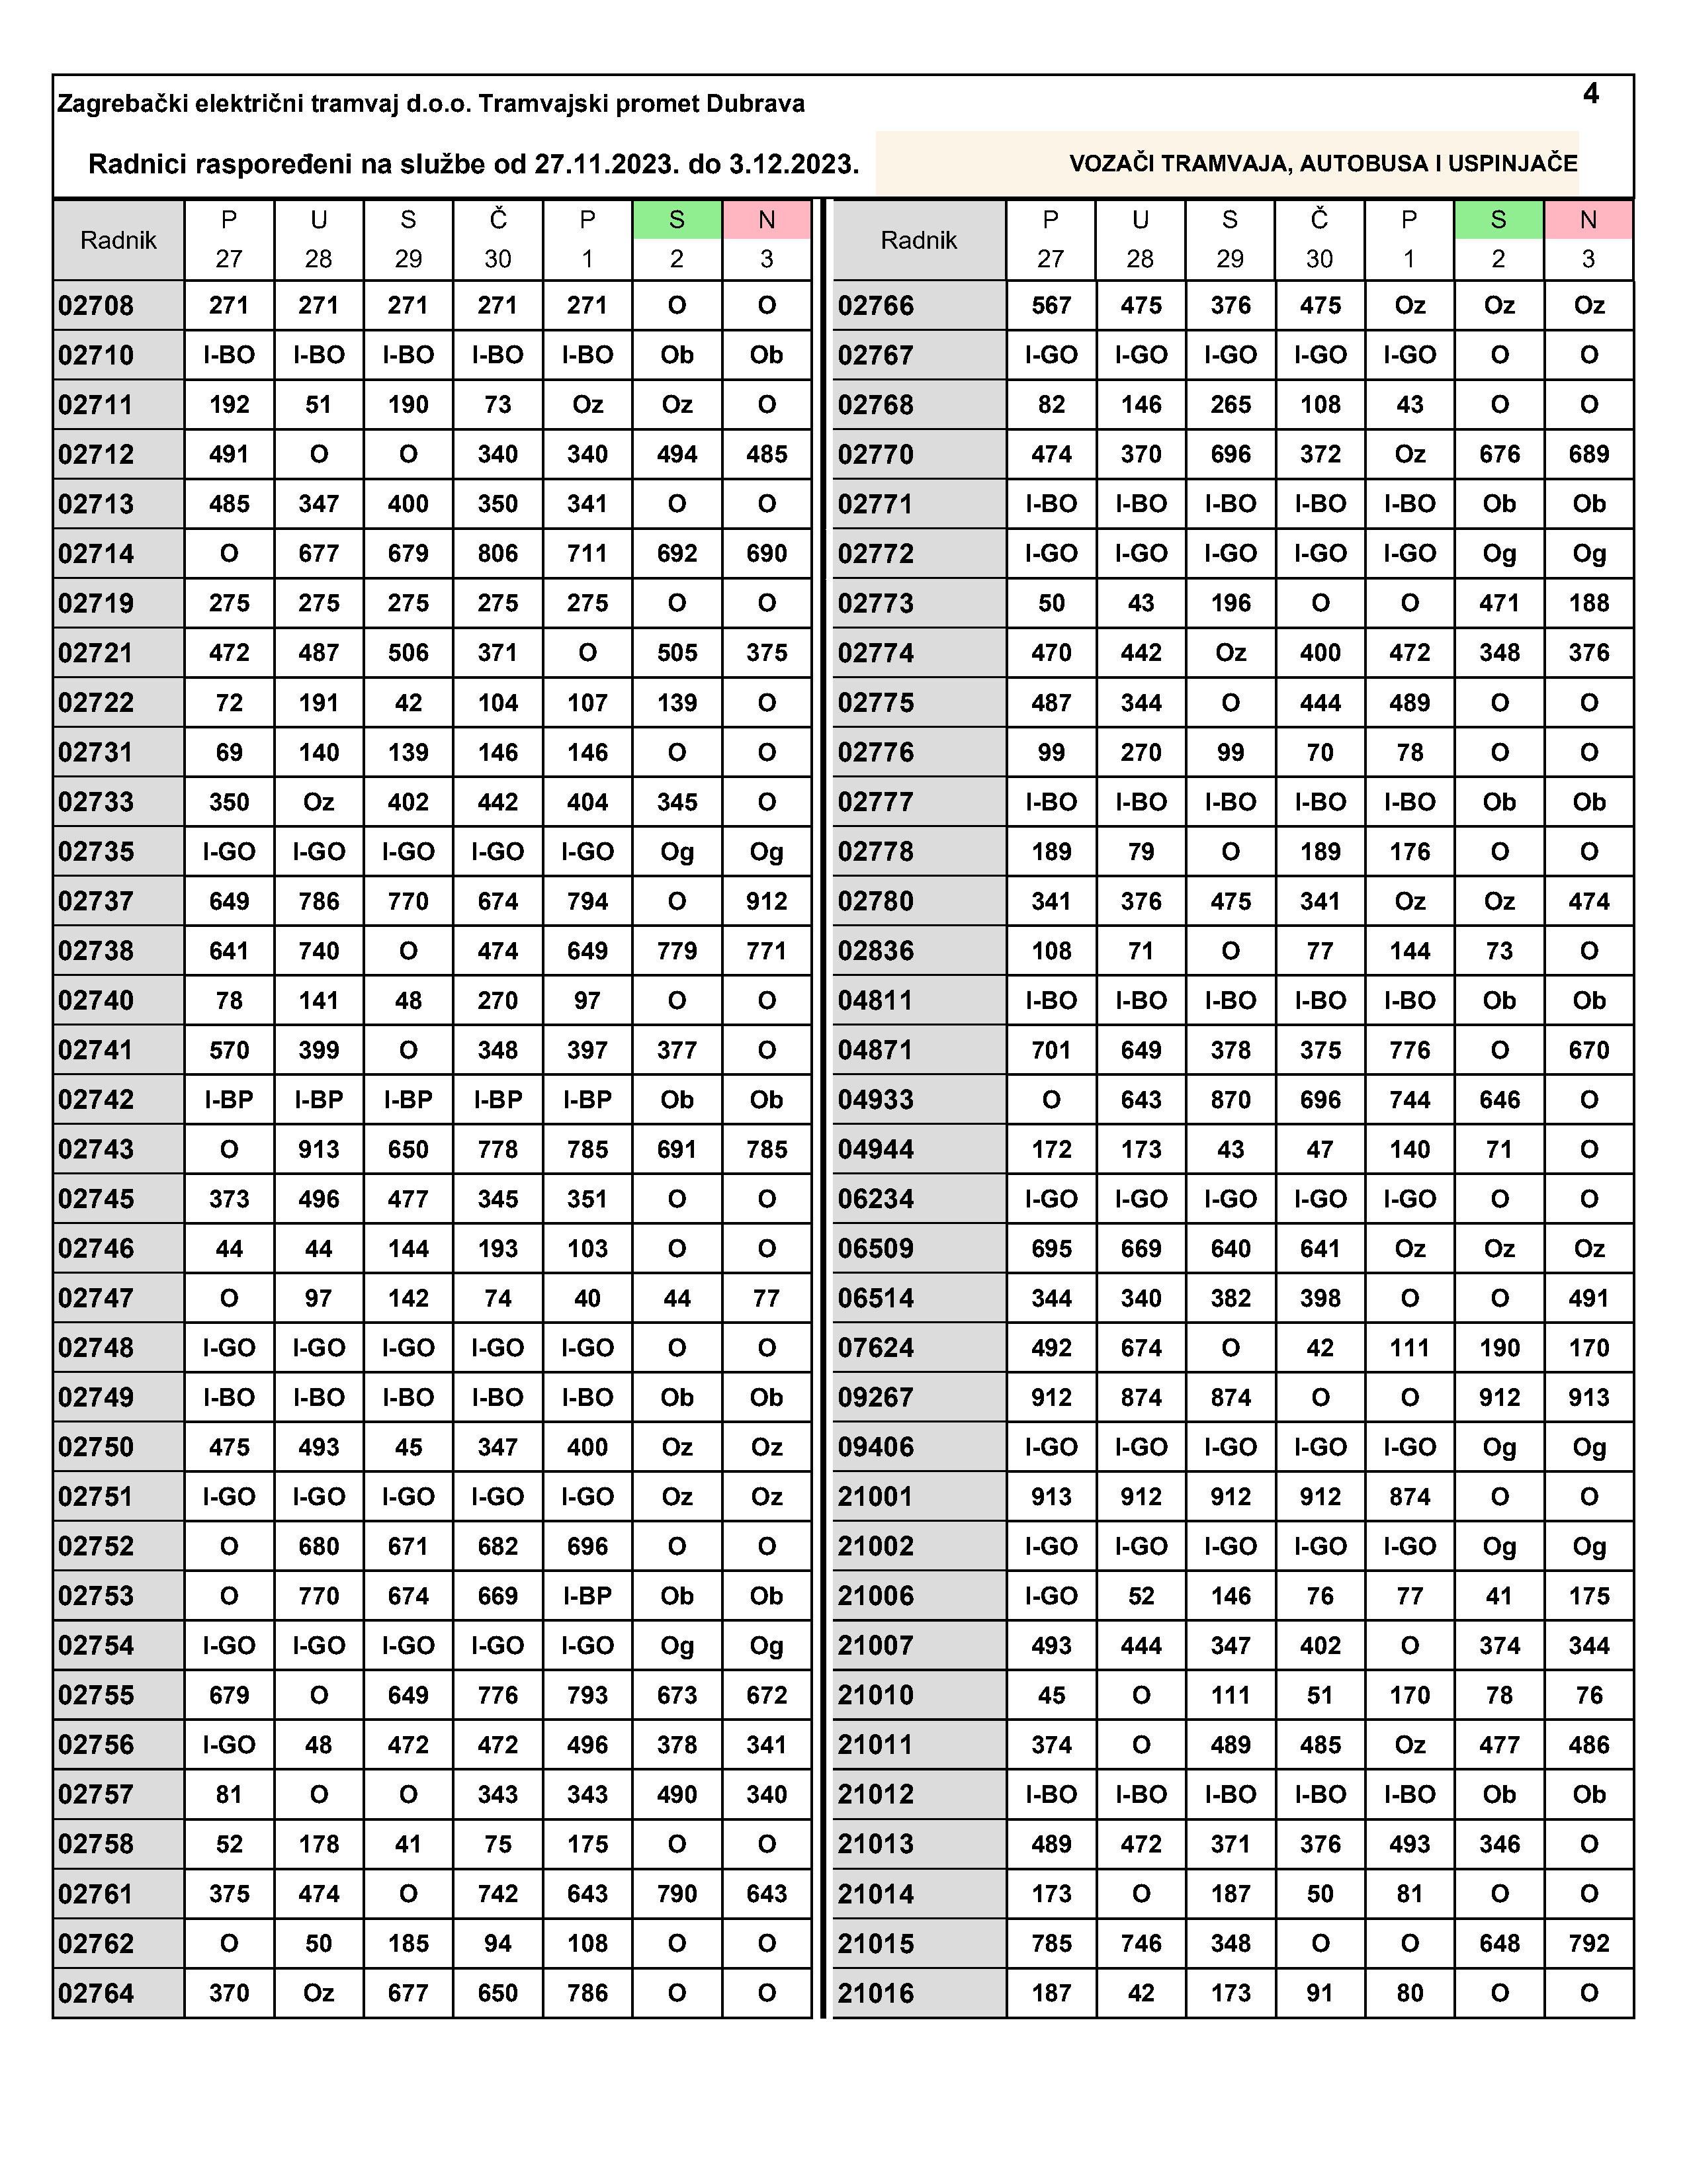 4
Zagrebački električni tramvaj d.o.o. Tramvajski promet Dubrava
Radnici raspoređeni na službe od 27.11.2023. do 3.12.2023. VOZAČI TRAMVAJA, AUTOBUSA I USPINJAČE
Radnik P U S Č P S N
27 28 29 30 1 2 3
02708 271 271 271 271 271 O O
02710 I-BO I-BO I-BO I-BO I-BO Ob Ob
02711 192 51 190 73 Oz Oz O
02712 491 O O 340 340 494 485
02713 485 347 400 350 341 O O
02714 O 677 679 806 711 692 690
02719 275 275 275 275 275 O O
02721 472 487 506 371 O 505 375
02722 72 191 42 104 107 139 O
02731 69 140 139 146 146 O O
02733 350 Oz 402 442 404 345 O
02735 I-GO I-GO I-GO I-GO I-GO Og Og
02737 649 786 770 674 794 O 912
02738 641 740 O 474 649 779 771
02740 78 141 48 270 97 O O
02741 570 399 O 348 397 377 O
02742 I-BP I-BP I-BP I-BP I-BP Ob Ob
02743 O 913 650 778 785 691 785
02745 373 496 477 345 351 O O
02746 44 44 144 193 103 O O
02747 O 97 142 74 40 44 77
02748 I-GO I-GO I-GO I-GO I-GO O O
02749 I-BO I-BO I-BO I-BO I-BO Ob Ob
02750 475 493 45 347 400 Oz Oz
02751 I-GO I-GO I-GO I-GO I-GO Oz Oz
02752 O 680 671 682 696 O O
02753 O 770 674 669 I-BP Ob Ob
02754 I-GO I-GO I-GO I-GO I-GO Og Og
02755 679 O 649 776 793 673 672
02756 I-GO 48 472 472 496 378 341
02757 81 O O 343 343 490 340
02758 52 178 41 75 175 O O
02761 375 474 O 742 643 790 643
02762 O 50 185 94 108 O O
02764 370 Oz 677 650 786 O O
Radnik P U S Č P S N
27 28 29 30 1 2 3
02766 567 475 376 475 Oz Oz Oz
02767 I-GO I-GO I-GO I-GO I-GO O O
02768 82 146 265 108 43 O O
02770 474 370 696 372 Oz 676 689
02771 I-BO I-BO I-BO I-BO I-BO Ob Ob
02772 I-GO I-GO I-GO I-GO I-GO Og Og
02773 50 43 196 O O 471 188
02774 470 442 Oz 400 472 348 376
02775 487 344 O 444 489 O O
02776 99 270 99 70 78 O O
02777 I-BO I-BO I-BO I-BO I-BO Ob Ob
02778 189 79 O 189 176 O O
02780 341 376 475 341 Oz Oz 474
02836 108 71 O 77 144 73 O
04811 I-BO I-BO I-BO I-BO I-BO Ob Ob
04871 701 649 378 375 776 O 670
04933 O 643 870 696 744 646 O
04944 172 173 43 47 140 71 O
06234 I-GO I-GO I-GO I-GO I-GO O O
06509 695 669 640 641 Oz Oz Oz
06514 344 340 382 398 O O 491
07624 492 674 O 42 111 190 170
09267 912 874 874 O O 912 913
09406 I-GO I-GO I-GO I-GO I-GO Og Og
21001 913 912 912 912 874 O O
21002 I-GO I-GO I-GO I-GO I-GO Og Og
21006 I-GO 52 146 76 77 41 175
21007 493 444 347 402 O 374 344
21010 45 O 111 51 170 78 76
21011 374 O 489 485 Oz 477 486
21012 I-BO I-BO I-BO I-BO I-BO Ob Ob
21013 489 472 371 376 493 346 O
21014 173 O 187 50 81 O O
21015 785 746 348 O O 648 792
21016 187 42 173 91 80 O O